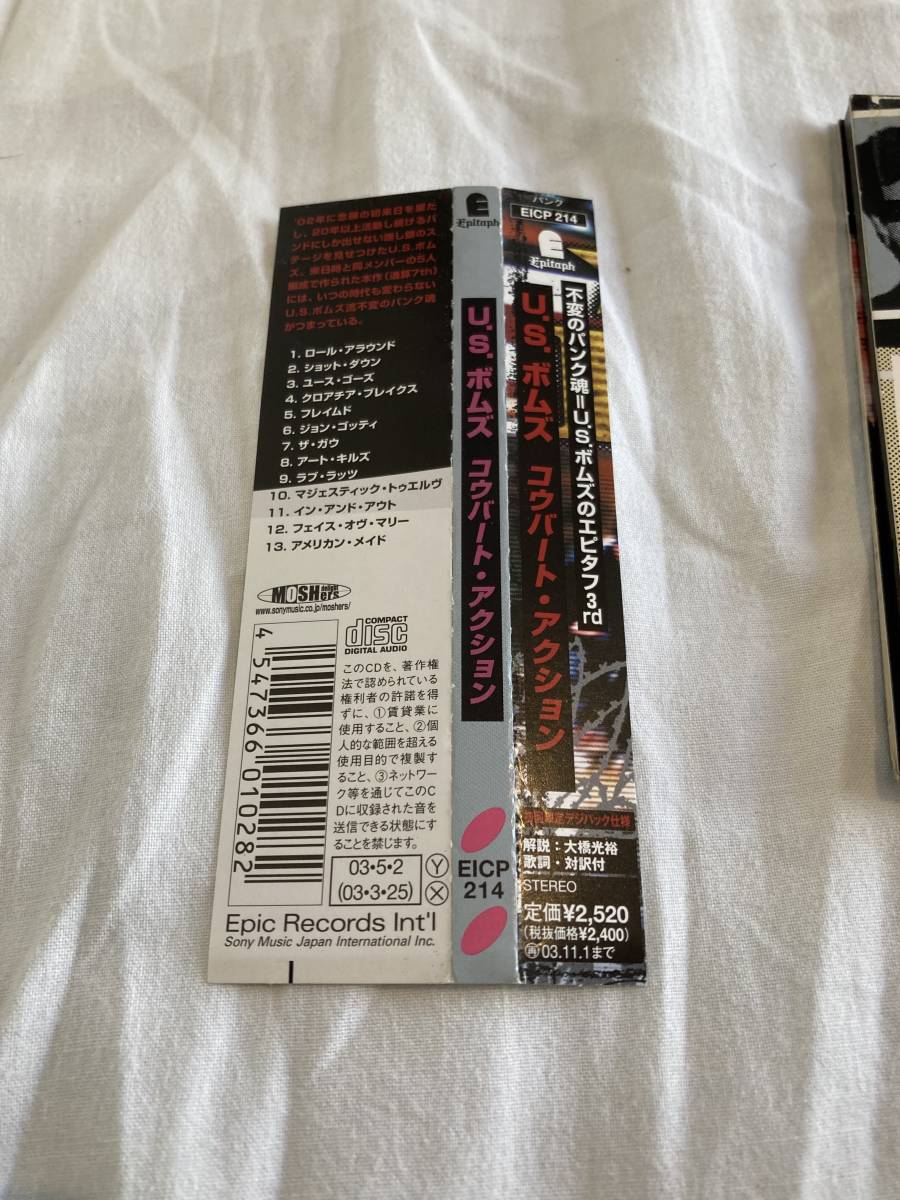 '02年に念願の初来日を果た
し、20年以上活動し続けるバ
ンドにしか出せない渋し銀のス
テージを見せつけたU.S.ボム
ズ。来日時と同メンバーの5人
編成で作られた本作（通算7th）
には、いつの時代も変わらない
U.S.ボムズ流不変のパンク魂
がつまっている。
1. ロール・アラウンド
2. ショット・ダウン
3. ユース・ゴーズ
4. クロアチア・ブレイクス
5. フレイムド
6. ジョン・ゴッティ
7. ザ・ガウ
8. アート・キルズ
9. ラブ・ラッツ
10. マジェスティック・トゥエルヴ
11. イン・アンド・アウト
12. フェイス・オヴ・マリー
13. アメリカン・メイド
MOSHers
delight
www.sonymusic.co.jp/moshers/
COMPACT
disc
DIGITAL AUDIO
4 547366 010282
このCDを、著作権
法で認められている
権利者の許諾を得
ずに、①賃貸業に
使用すること、②個
人的な範囲を超える
使用目的で複製す
ること、③ネットワー
ク等を通じてこのC
Dに収録された音を
送信できる状態にす
ることを禁じます。
03・5・2
(03・3・25)
Y
X
Epic Records Int'l
Sony Music Japan International Inc.
E
Epitaph
U.S.ボムズ コウバート・アクション
EICP
214
パンク
EICP 214
E
Epitaph
不変のパンク魂＝U.S.ボムズのエピタフ3rd
U.S.ボムズ コウバート・アクション
初回限定デジパック仕様
解説：大橋光裕
歌詞・対訳付
STEREO
定価¥2,520
(税抜価格¥2,400)
再03.11.1まで